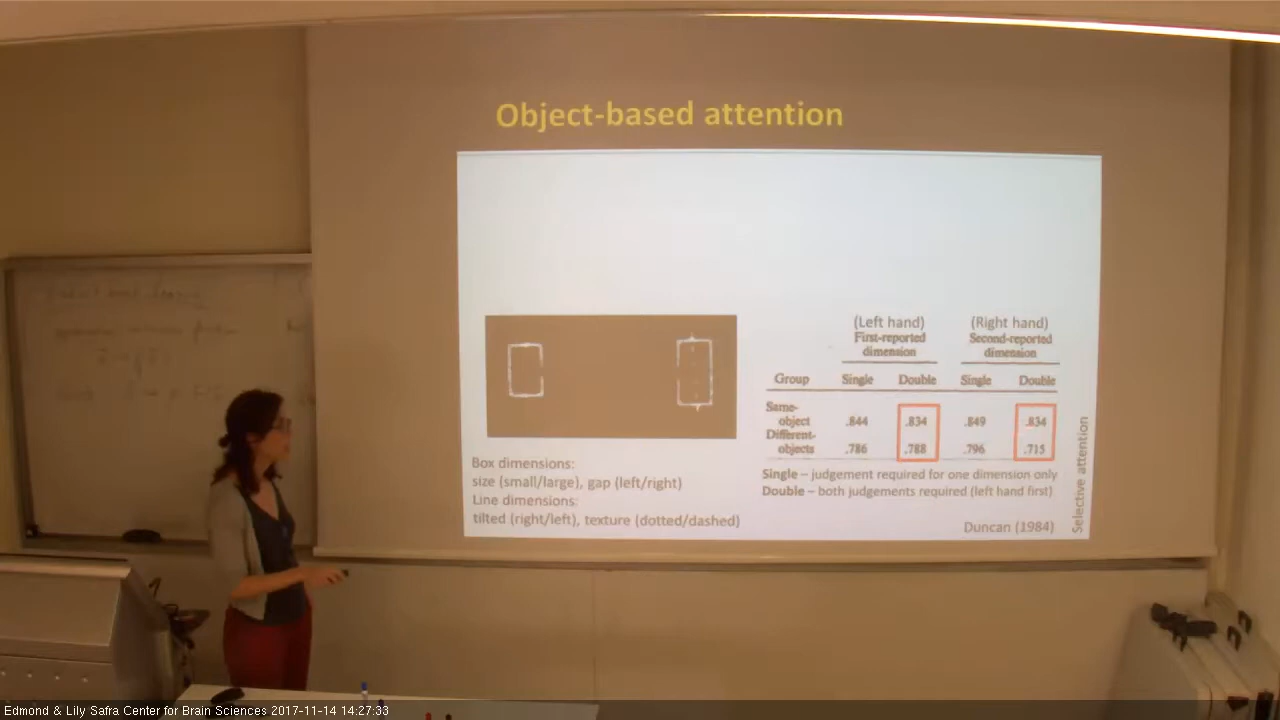 Object-based attention
(Left hand) (Right hand)
First-reported Second-reported
dimension dimension
Group Single Double Single Double
Same-
object .844 .834 .849 .834
Different-
objects .786 .788 .796 .715
Box dimensions:
size (small/large), gap (left/right)
Line dimensions:
tilted (right/left), texture (dotted/dashed)
Single – judgement required for one dimension only
Double – both judgements required (left hand first)
Duncan (1984)
Selective attention
Edmond & Lily Safra Center for Brain Sciences 2017-11-14 14:27:33